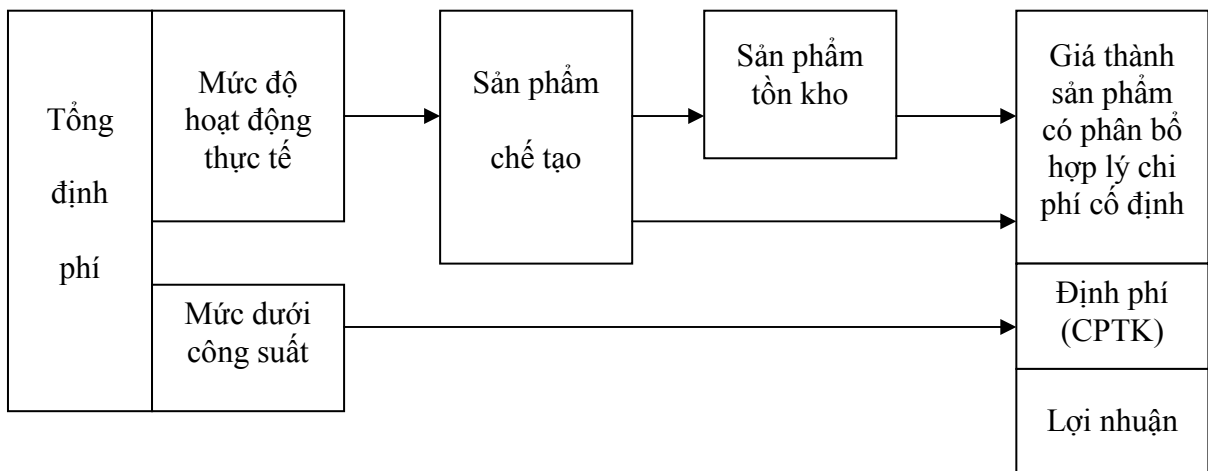 Tổng
định
phí
Mức độ
hoạt động
thực tế
Mức dưới
công suất
Sản phẩm
chế tạo
Sản phẩm
tồn kho
Giá thành
sản phẩm
có phân bổ
hợp lý chi
phí cố định
Định phí
(CPTK)
Lợi nhuận